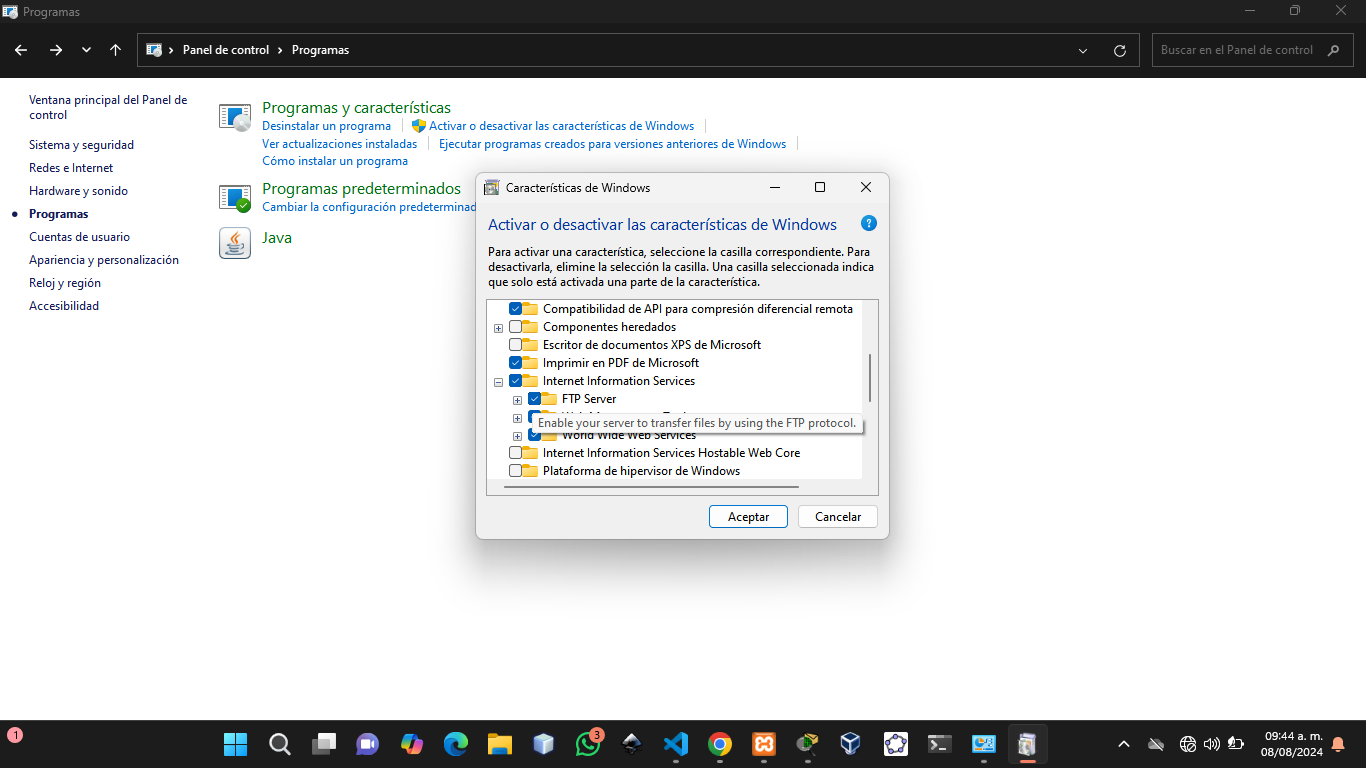 Programas
Panel de control
Programas
Buscar en el Panel de control
Ventana principal del Panel de
control
Sistema y seguridad
Redes e Internet
Hardware y sonido
Programas
Cuentas de usuario
Apariencia y personalización
Reloj y región
Accesibilidad
Programas y características
Desinstalar un programa
Activar o desactivar las características de Windows
Ver actualizaciones instaladas
Ejecutar programas creados para versiones anteriores de Windows
Cómo instalar un programa
Programas predeterminados
Cambiar la configuración predeterminad
Java
Características de Windows
Activar o desactivar las características de Windows
Para activar una característica, seleccione la casilla correspondiente. Para
desactivarla, elimine la selección la casilla. Una casilla seleccionada indica
que solo está activada una parte de la característica.
Compatibilidad de API para compresión diferencial remota
Componentes heredados
Escritor de documentos XPS de Microsoft
Imprimir en PDF de Microsoft
Internet Information Services
FTP Server
Enable your server to transfer files by using the FTP protocol.
World Wide Web Services
Internet Information Services Hostable Web Core
Plataforma de hipervisor de Windows
Aceptar
Cancelar
1
3
09:44 a. m.
08/08/2024